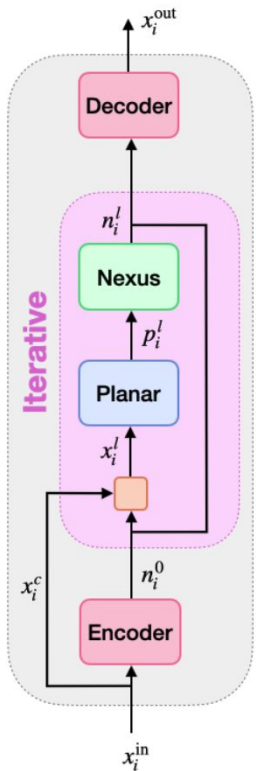 x_i^out
Decoder
n_i^l
Nexus
p_i^l
Iterative
Planar
x_i^l
x_i^c
n_i^0
Encoder
x_i^in